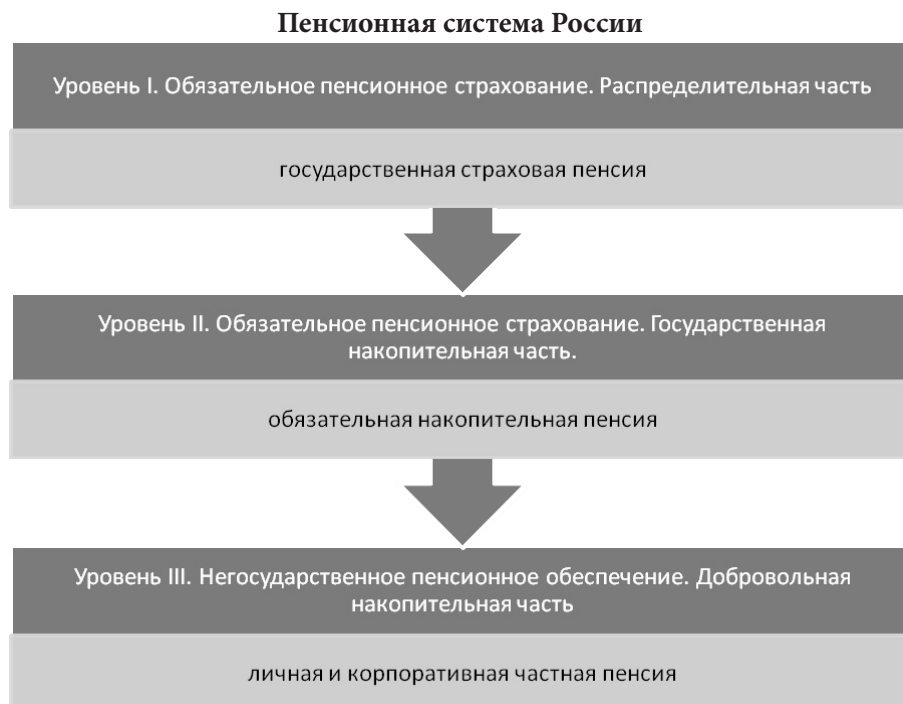 Пенсионная система России
Уровень I. Обязательное пенсионное страхование. Распределительная часть
государственная страховая пенсия
Уровень II. Обязательное пенсионное страхование. Государственная
накопительная часть.
обязательная накопительная пенсия
Уровень III. Негосударственное пенсионное обеспечение. Добровольная
накопительная часть
личная и корпоративная частная пенсия